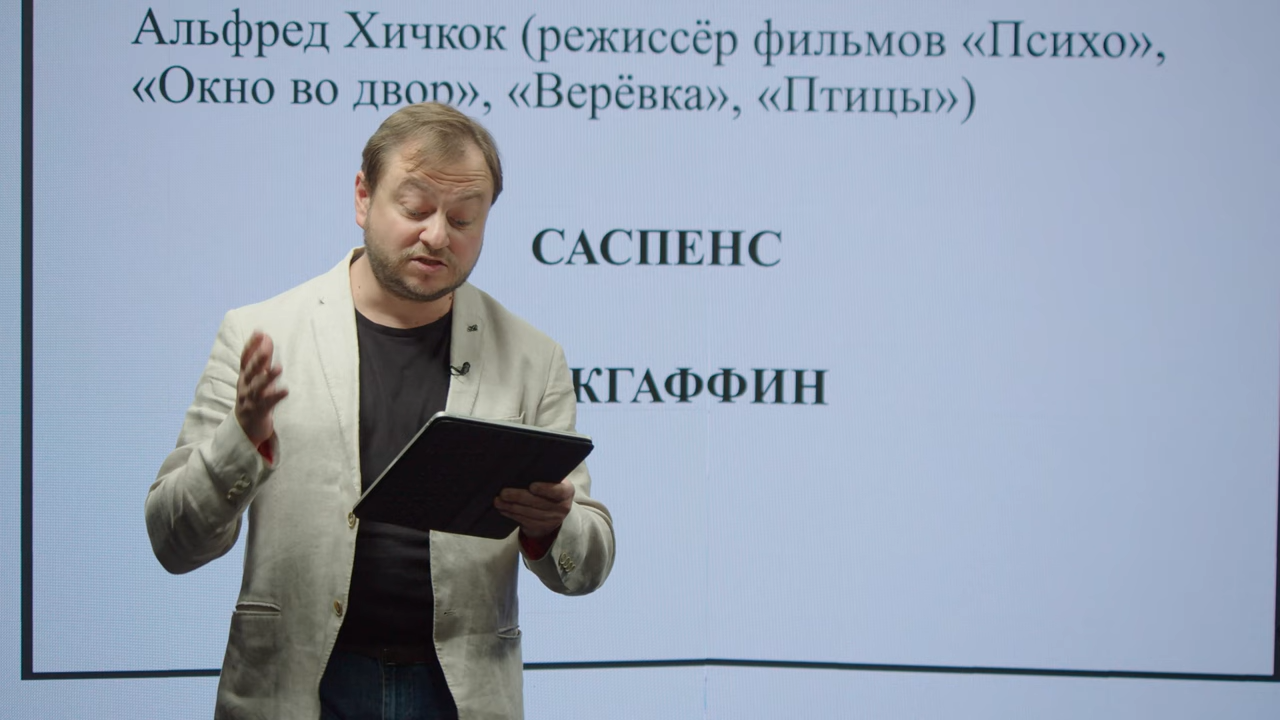 Альфред Хичкок (режиссёр фильмов «Психо»,
«Окно во двор», «Верёвка», «Птицы»)
САСПЕНС
КГАФФИН